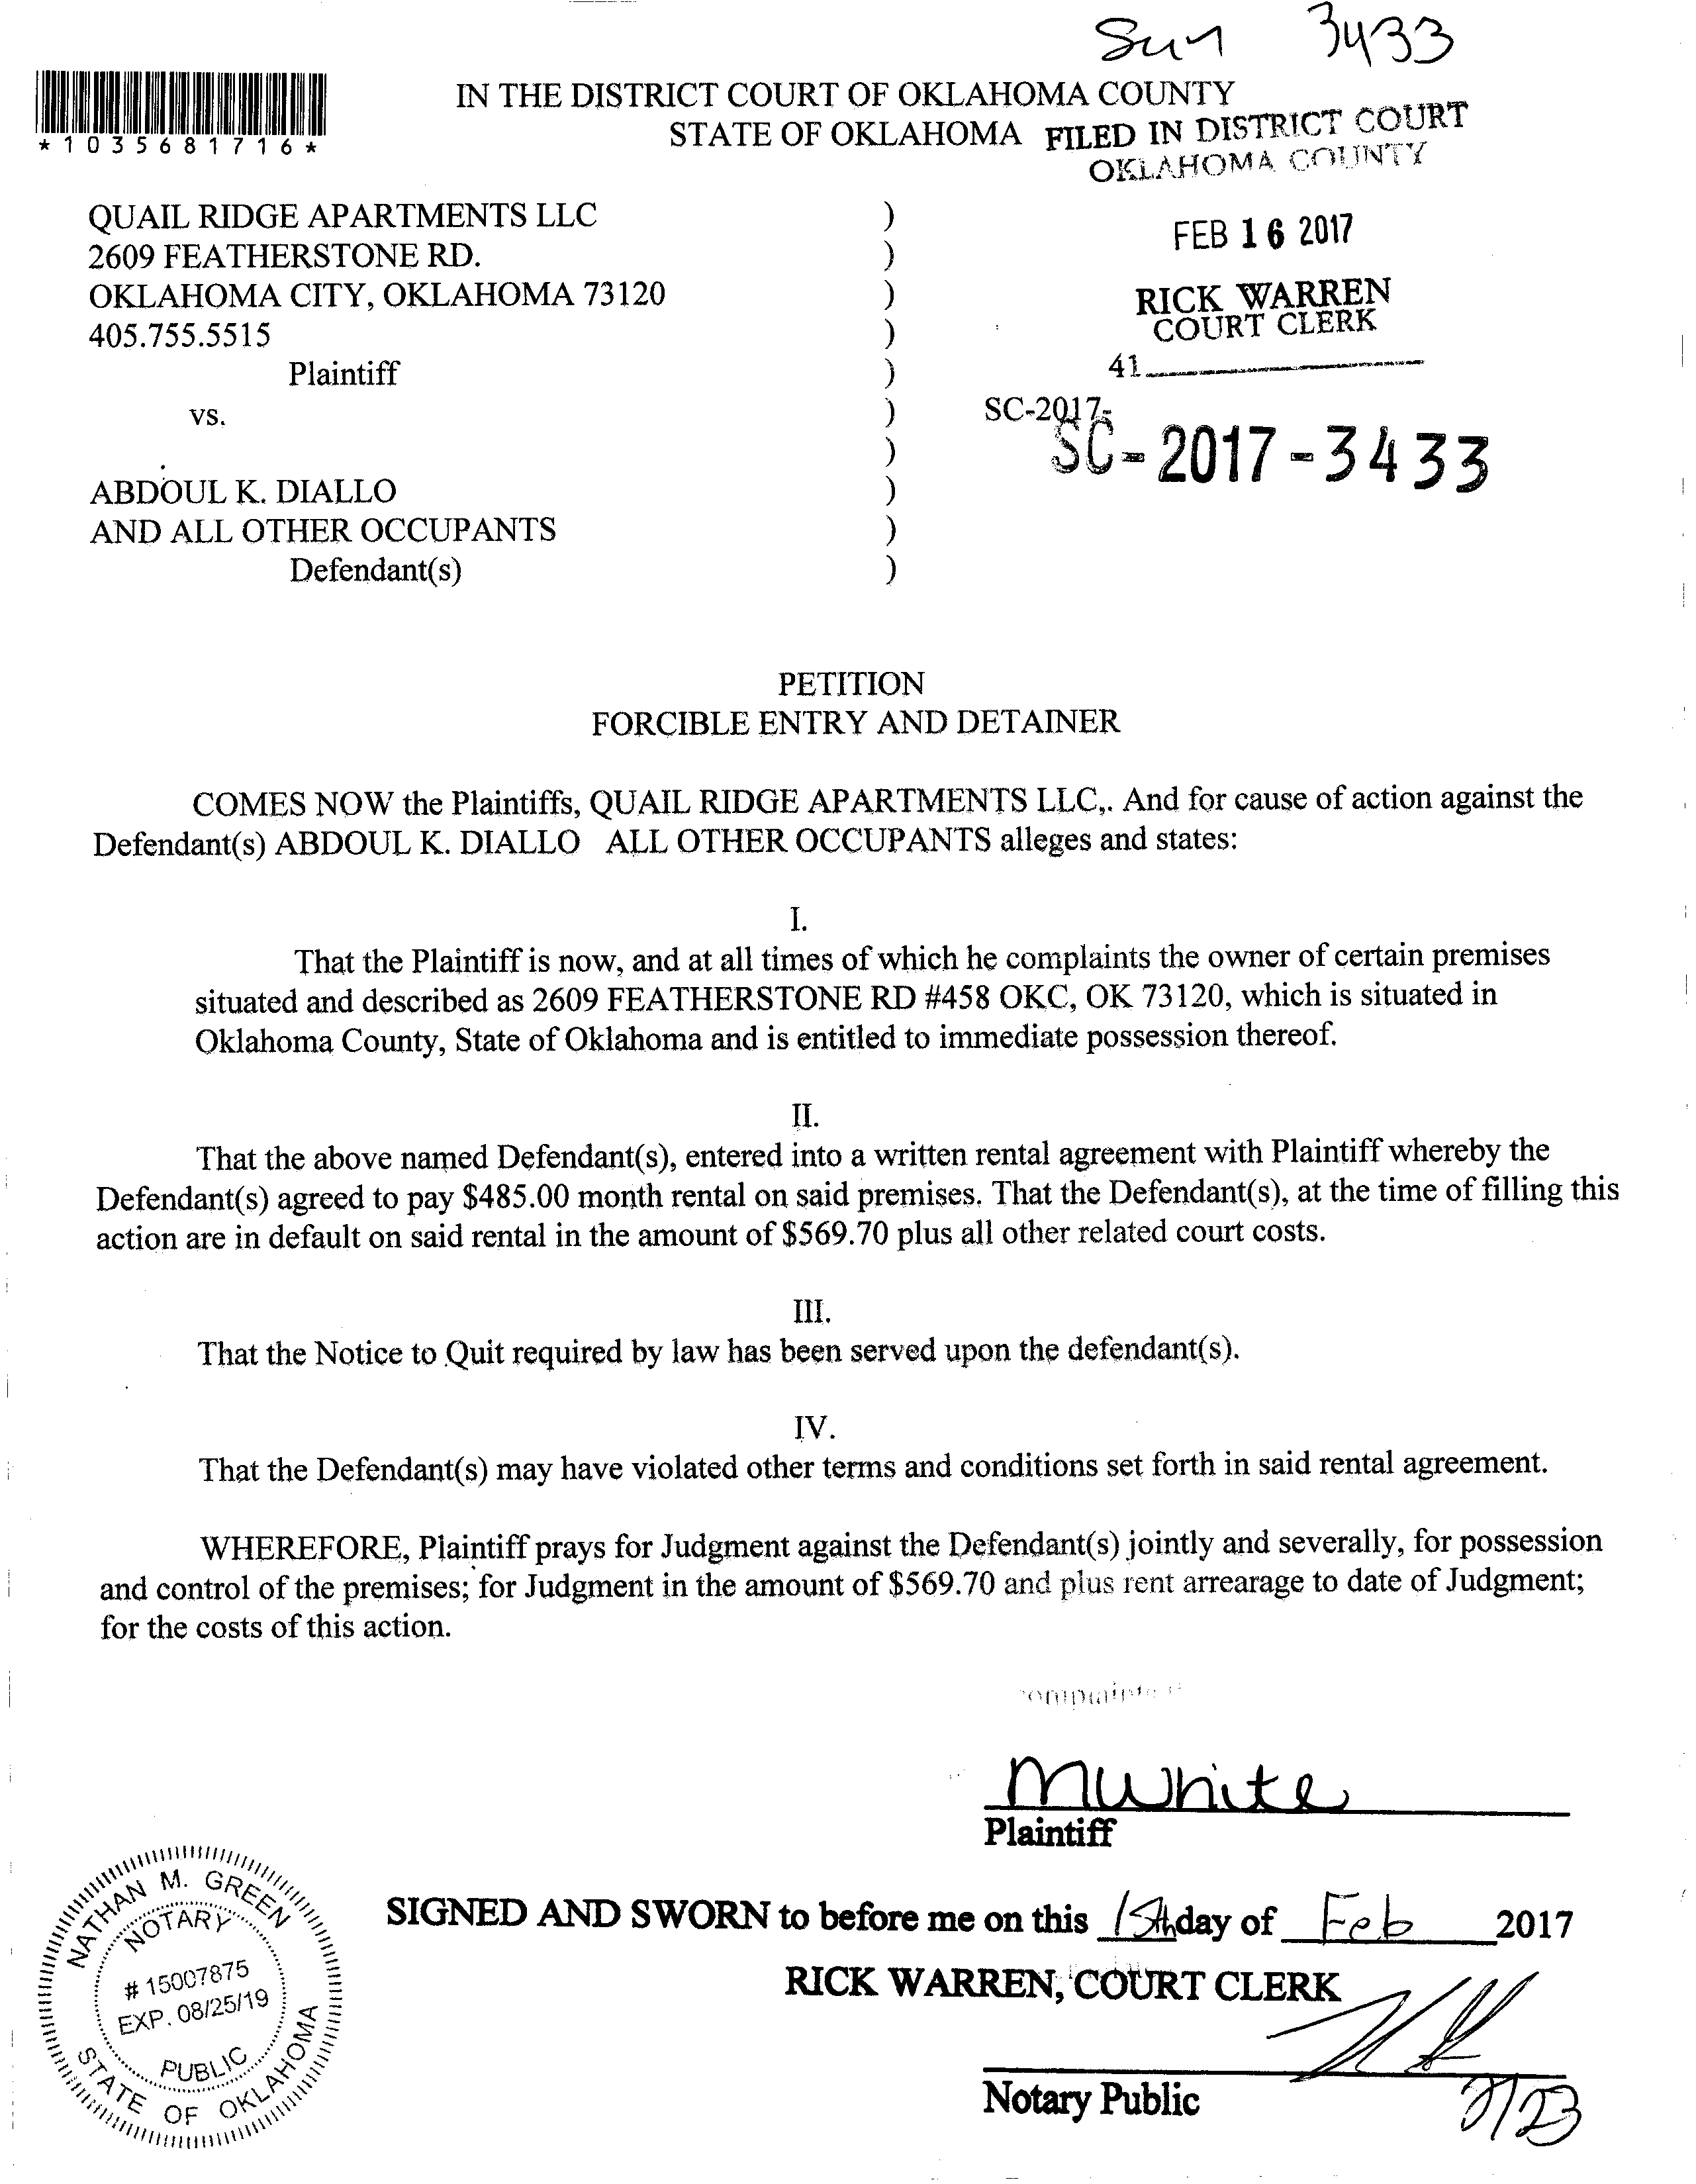 Sun 3433
*1035681716*
IN THE DISTRICT COURT OF OKLAHOMA COUNTY
STATE OF OKLAHOMA
FILED IN DISTRICT COURT
OKLAHOMA COUNTY
FEB 16 2017
RICK WARREN
COURT CLERK
41
QUAIL RIDGE APARTMENTS LLC )
2609 FEATHERSTONE RD. )
OKLAHOMA CITY, OKLAHOMA 73120 )
405.755.5515 )
Plaintiff )
vs. ) SC-2017-
SC-2017-3433
)
ABDOUL K. DIALLO )
AND ALL OTHER OCCUPANTS )
Defendant(s) )
PETITION
FORCIBLE ENTRY AND DETAINER
COMES NOW the Plaintiffs, QUAIL RIDGE APARTMENTS LLC,. And for cause of action against the
Defendant(s) ABDOUL K. DIALLO ALL OTHER OCCUPANTS alleges and states:
I.
That the Plaintiff is now, and at all times of which he complaints the owner of certain premises
situated and described as 2609 FEATHERSTONE RD #458 OKC, OK 73120, which is situated in
Oklahoma County, State of Oklahoma and is entitled to immediate possession thereof.
II.
That the above named Defendant(s), entered into a written rental agreement with Plaintiff whereby the
Defendant(s) agreed to pay $485.00 month rental on said premises. That the Defendant(s), at the time of filling this
action are in default on said rental in the amount of $569.70 plus all other related court costs.
III.
That the Notice to Quit required by law has been served upon the defendant(s).
IV.
That the Defendant(s) may have violated other terms and conditions set forth in said rental agreement.
WHEREFORE, Plaintiff prays for Judgment against the Defendant(s) jointly and severally, for possession
and control of the premises; for Judgment in the amount of $569.70 and plus rent arrearage to date of Judgment;
for the costs of this action.
MWhite
Plaintiff
SIGNED AND SWORN to before me on this 15th day of Feb 2017
RICK WARREN, COURT CLERK
Notary Public
2/23
NATHAN M. GREEN
NOTARY
# 15007875
EXP. 08/25/19
PUBLIC
STATE OF OKLAHOMA